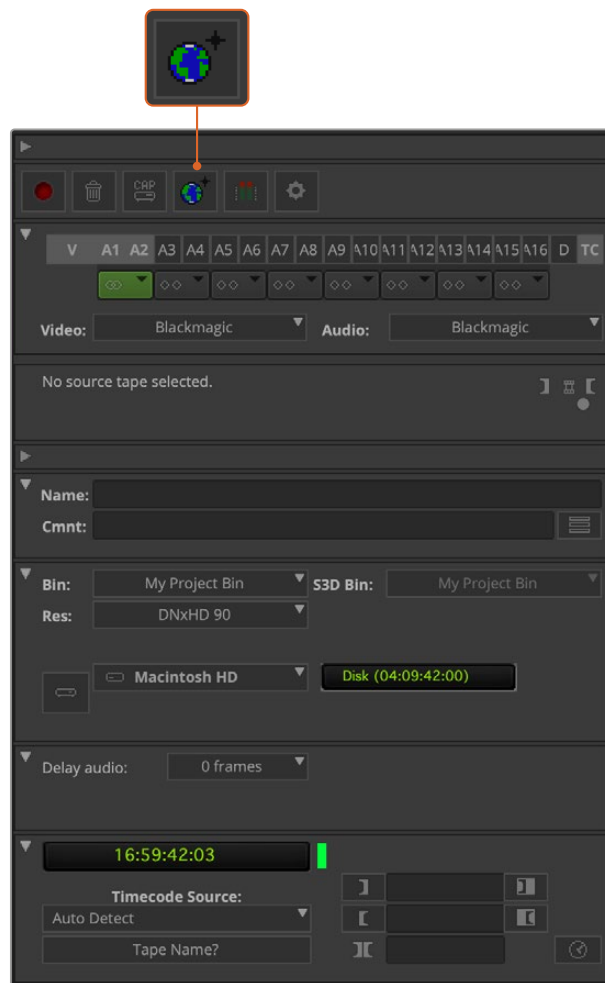 CAP
V A1 A2 A3 A4 A5 A6 A7 A8 A9 A10 A11 A12 A13 A14 A15 A16 D TC
Video: Blackmagic Audio: Blackmagic
No source tape selected.
Name:
Cmnt:
Bin: My Project Bin S3D Bin: My Project Bin
Res: DNxHD 90
Macintosh HD Disk (04:09:42:00)
Delay audio: 0 frames
16:59:42:03
Timecode Source:
Auto Detect
Tape Name?